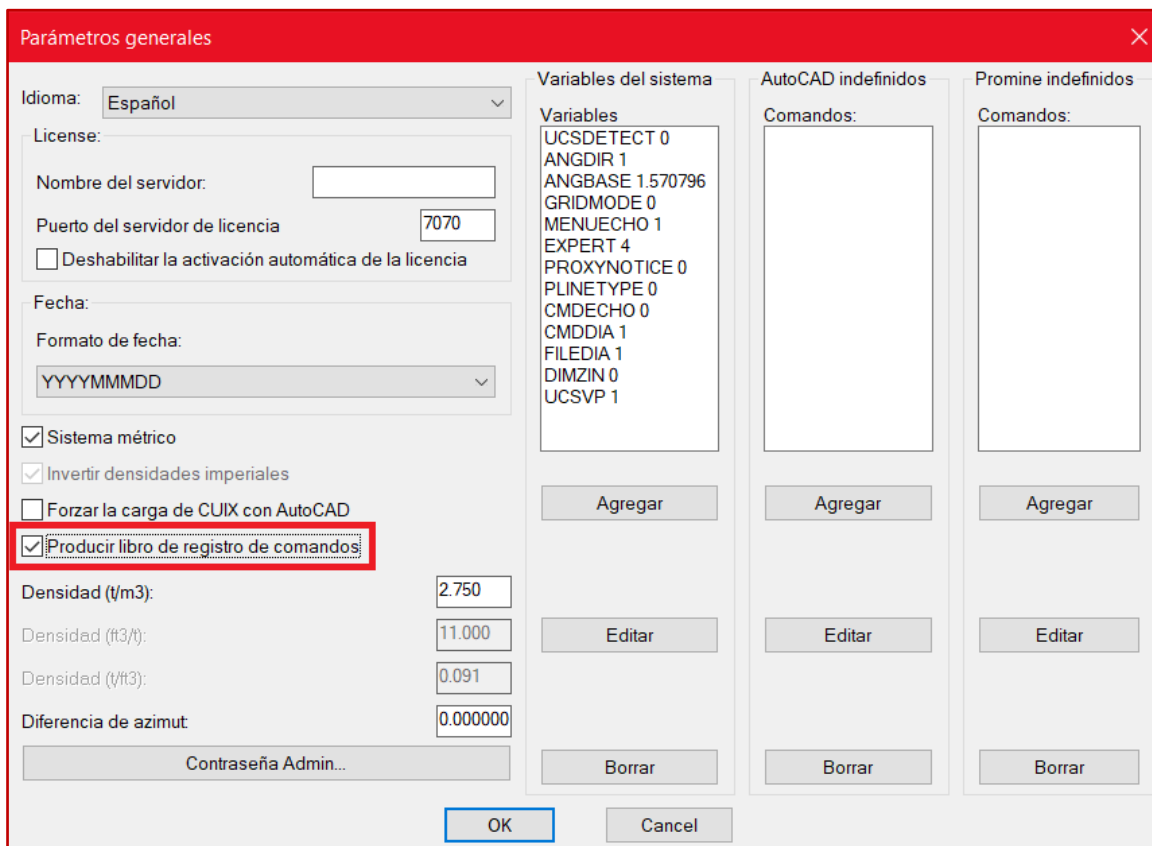 Parámetros generales
Idioma:
Español
License:
Nombre del servidor:
Puerto del servidor de licencia
7070
Deshabilitar la activación automática de la licencia
Fecha:
Formato de fecha:
YYYYMMMDD
Sistema métrico
Invertir densidades imperiales
Forzar la carga de CUIX con AutoCAD
Producir libro de registro de comandos
Densidad (t/m3):
2.750
Densidad (ft3/t):
11.000
Densidad (t/ft3):
0.091
Diferencia de azimut:
0.000000
Contraseña Admin...
Variables del sistema
Variables
UCSDETECT 0
ANGDIR 1
ANGBASE 1.570796
GRIDMODE 0
MENUECHO 1
EXPERT 4
PROXYNOTICE 0
PLINETYPE 0
CMDECHO 0
CMDDIA 1
FILEDIA 1
DIMZIN 0
UCSVP 1
Agregar
Editar
Borrar
AutoCAD indefinidos
Comandos:
Agregar
Editar
Borrar
Promine indefinidos
Comandos:
Agregar
Editar
Borrar
OK
Cancel